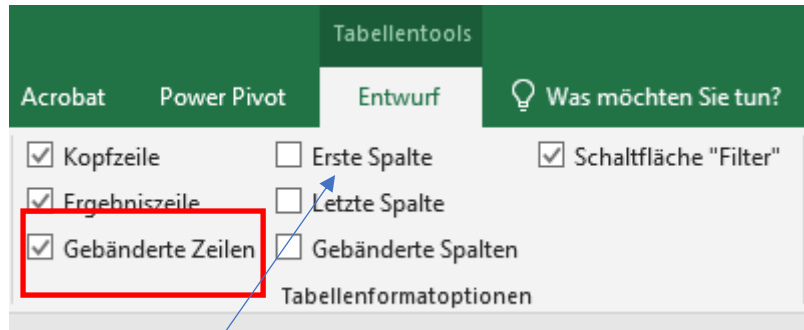 Tabellentools
Acrobat Power Pivot Entwurf Was möchten Sie tun?
Kopfzeile Erste Spalte Schaltfläche "Filter"
Ergebniszeile Letzte Spalte
Gebänderte Zeilen Gebänderte Spalten
Tabellenformatoptionen